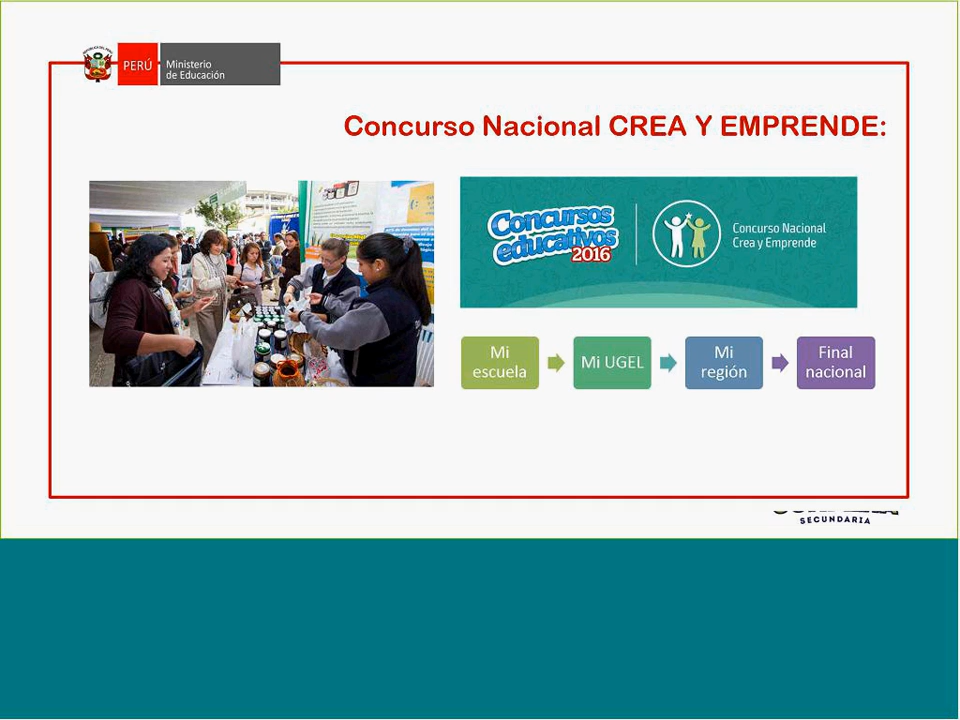 PERÚ
Ministerio
de Educación
Concurso Nacional CREA Y EMPRENDE:
Concursos
educativos
2016
Concurso Nacional
Crea y Emprende
Mi
escuela
Mi UGEL
Mi
región
Final
nacional
SECUNDARIA